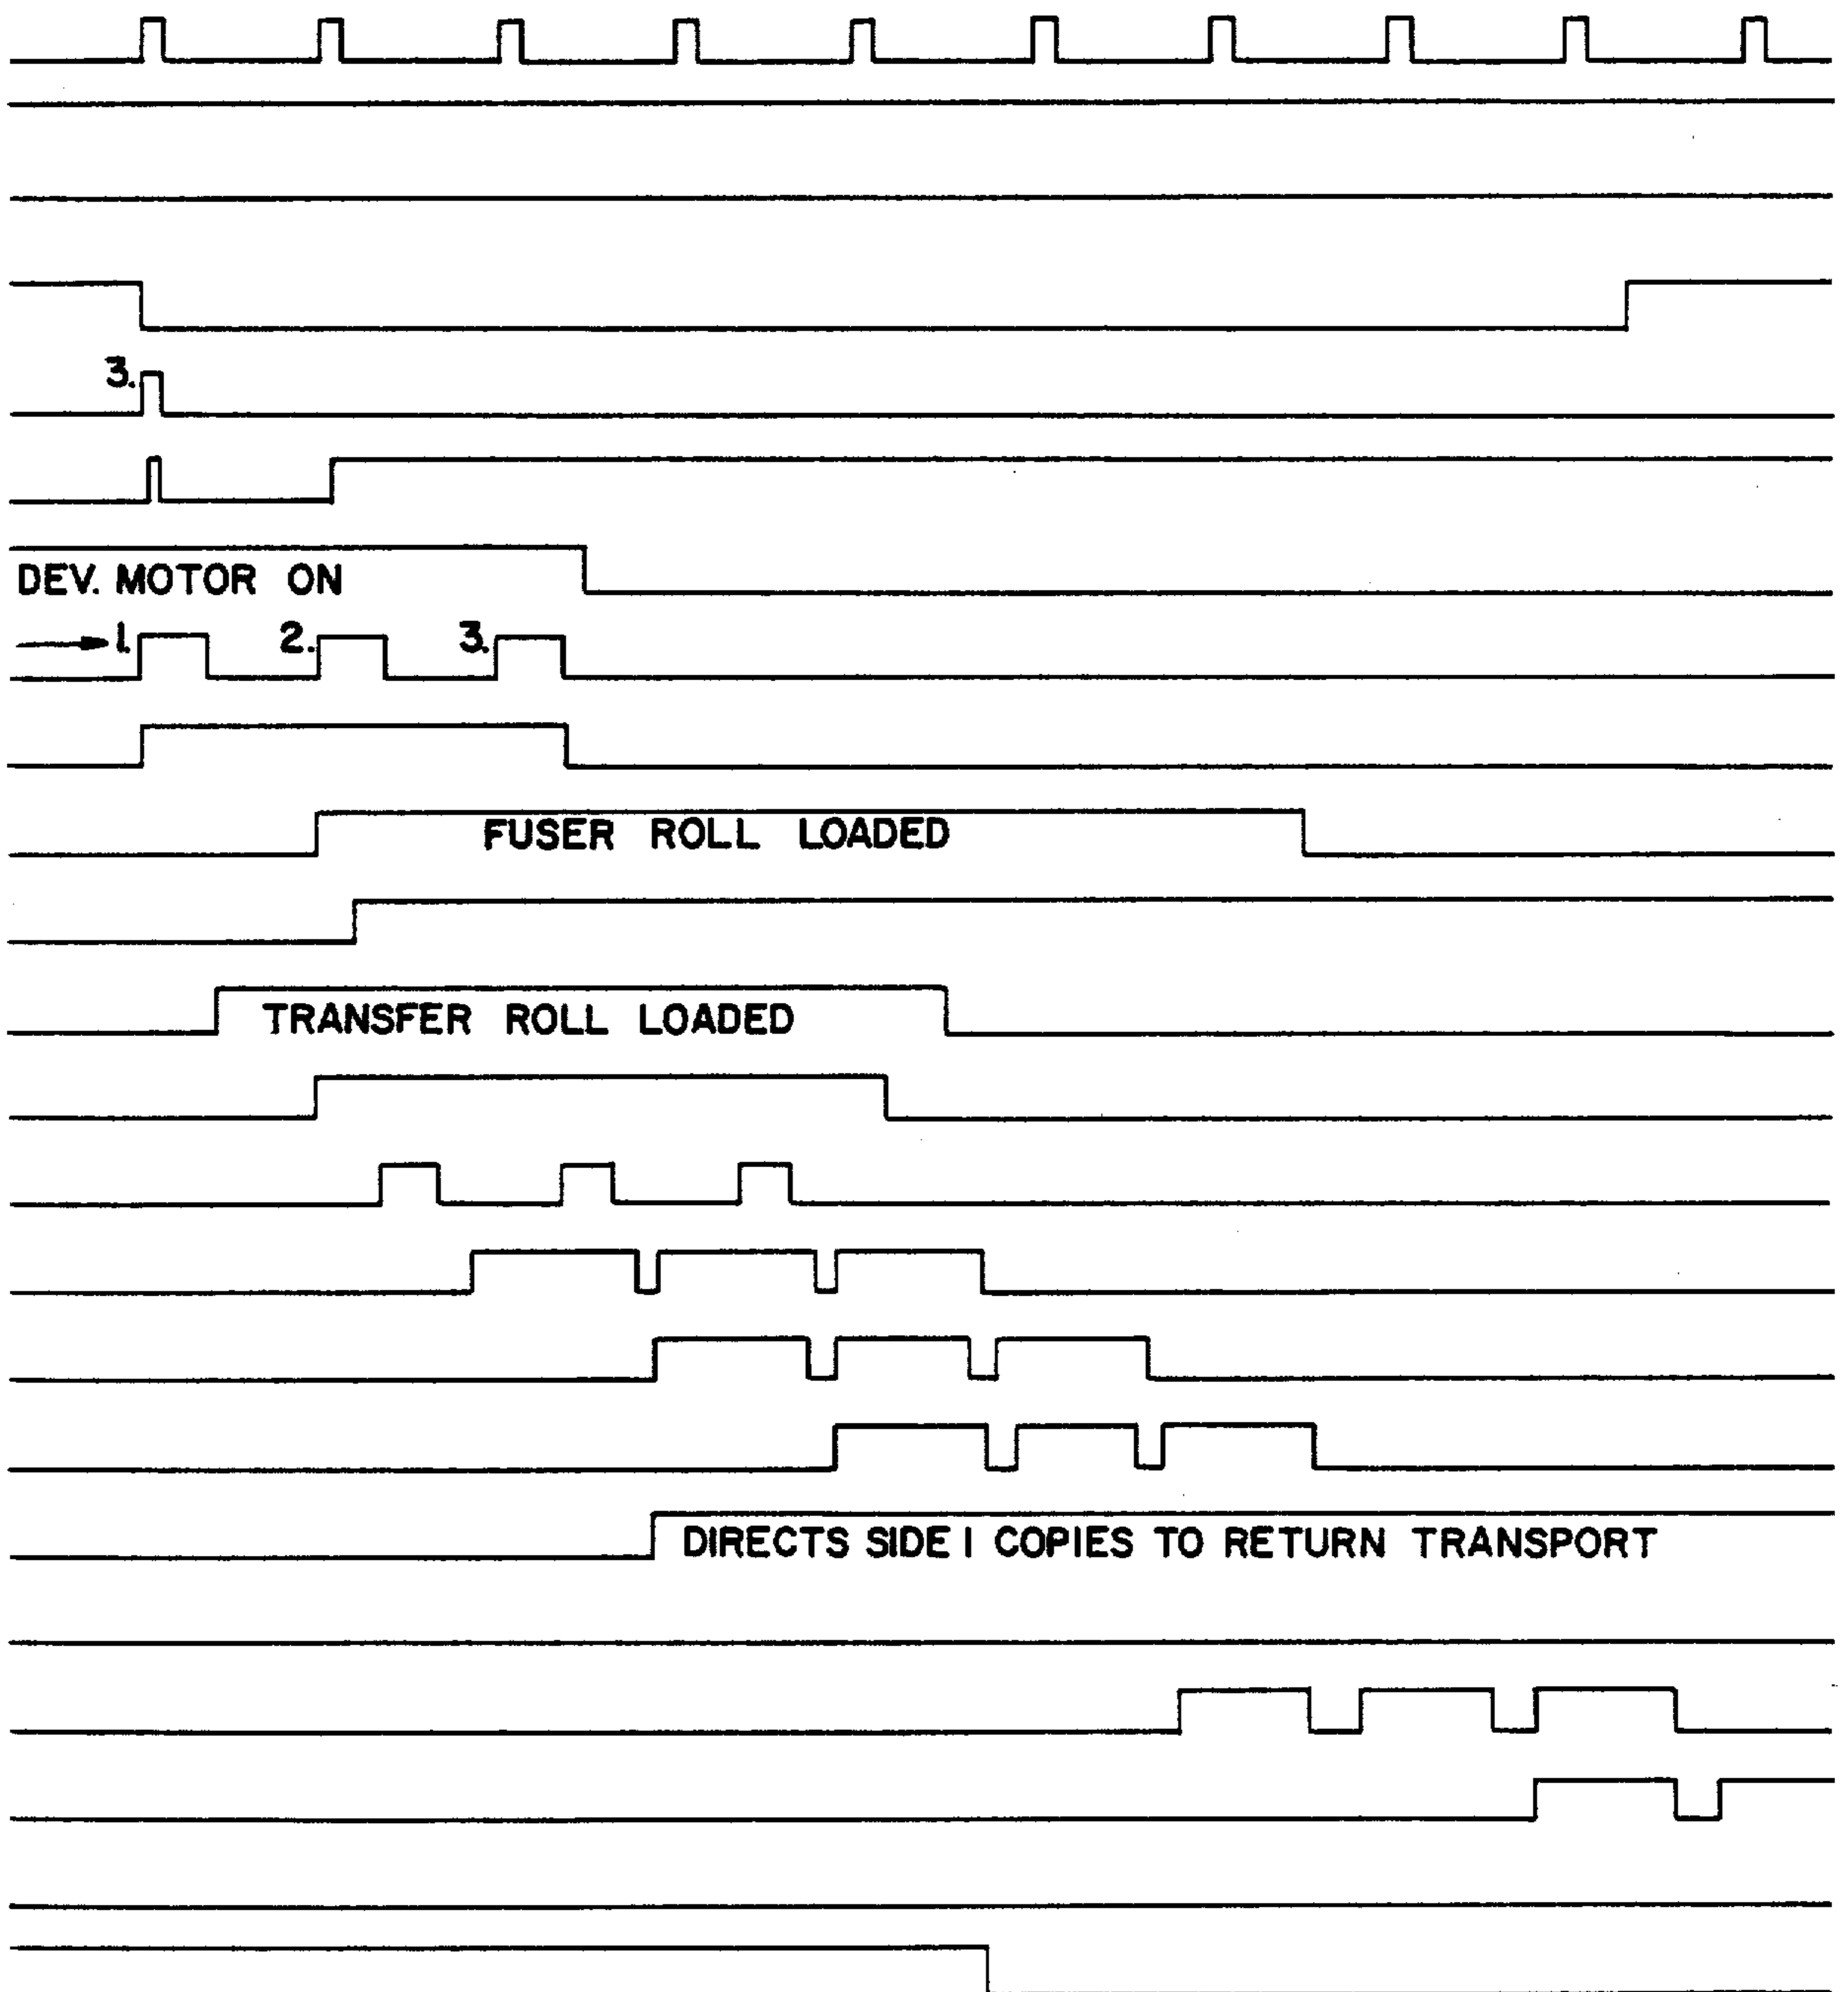 3.
DEV. MOTOR ON
1. 2. 3.
FUSER ROLL LOADED
TRANSFER ROLL LOADED
DIRECTS SIDE 1 COPIES TO RETURN TRANSPORT